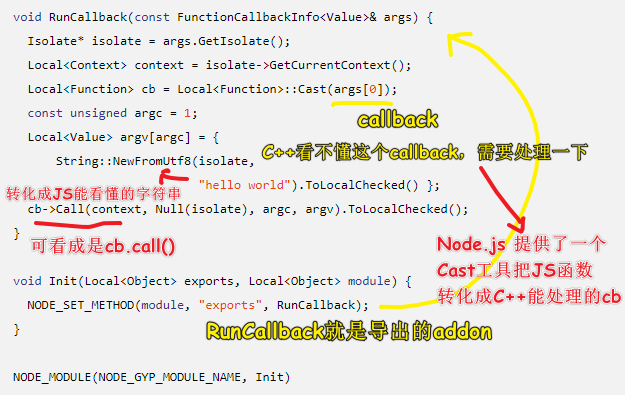 void RunCallback(const FunctionCallbackInfo<Value>& args) {
Isolate* isolate = args.GetIsolate();
Local<Context> context = isolate->GetCurrentContext();
Local<Function> cb = Local<Function>::Cast(args[0]);
const unsigned argc = 1;
callback
Local<Value> argv[argc] = {
C++看不懂这个callback，需要处理一下
String::NewFromUtf8(isolate,
转化成JS能看懂的字符串
"hello world").ToLocalChecked() };
cb->Call(context, Null(isolate), argc, argv).ToLocalChecked();
}
可看成是cb.call()
Node.js 提供了一个
Cast工具把JS函数
转化成C++能处理的cb
void Init(Local<Object> exports, Local<Object> module) {
NODE_SET_METHOD(module, "exports", RunCallback);
}
RunCallback就是导出的addon
NODE_MODULE(NODE_GYP_MODULE_NAME, Init)